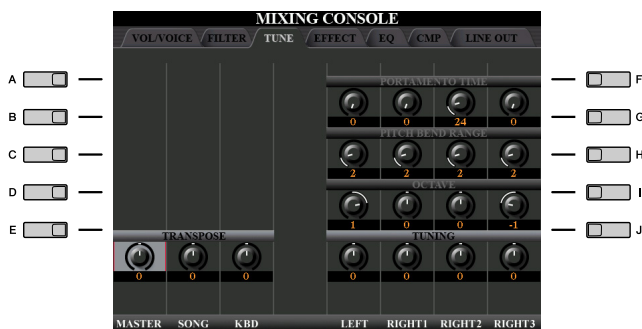 MIXING CONSOLE
VOL/VOICE FILTER TUNE EFFECT EQ CMP LINE OUT
A
F
PORTAMENTO TIME
0 0 24 0
B
G
PITCH BEND RANGE
C
H
2 2 2 2
D
I
OCTAVE
1 0 0 -1
E
J
TRANSPOSE TUNING
0 0 0 0 0 0 0
MASTER SONG KBD LEFT RIGHT1 RIGHT2 RIGHT3